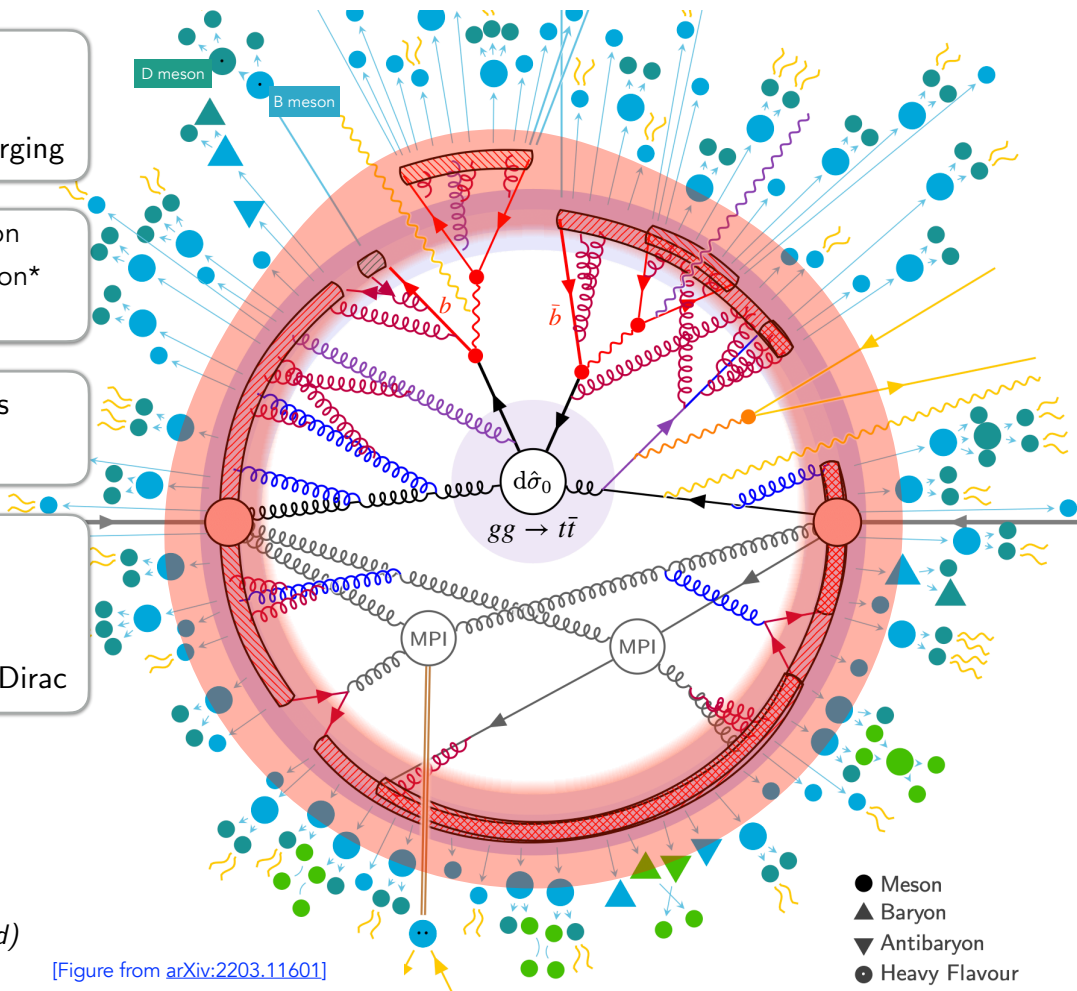 D meson
B meson
rging
on
on*
s
Dirac
d)
b
b̄
dσ̂₀
gg → tt̄
MPI
MPI
Meson
Baryon
Antibaryon
Heavy Flavour
[Figure from arXiv:2203.11601]